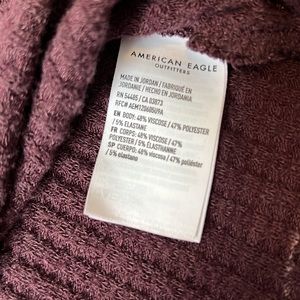 AMERICAN EAGLE
OUTFITTERS
MADE IN JORDAN / FABRIQUÉ EN
JORDANIE / HECHO EN JORDANIA
RN 54485 / CA 03873
RFC# AEM120605U9A
EN BODY: 48% VISCOSE / 47% POLYESTER
/ 5% ELASTANE
FR CORPS: 48% VISCOSE / 47%
POLYESTER / 5% ÉLASTHANNE
SP CUERPO: 48% viscosa / 47% poliéster
/ 5% elastano